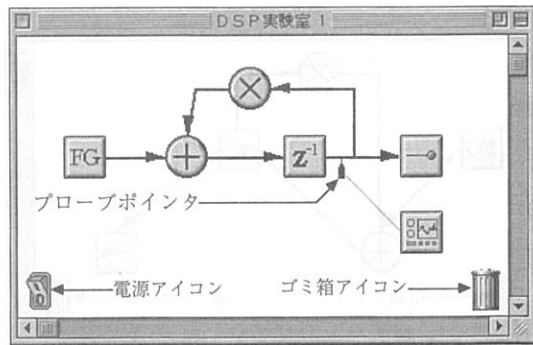 DSP実験室 1
FG
Z-1
プローブポインタ
電源アイコン
ゴミ箱アイコン